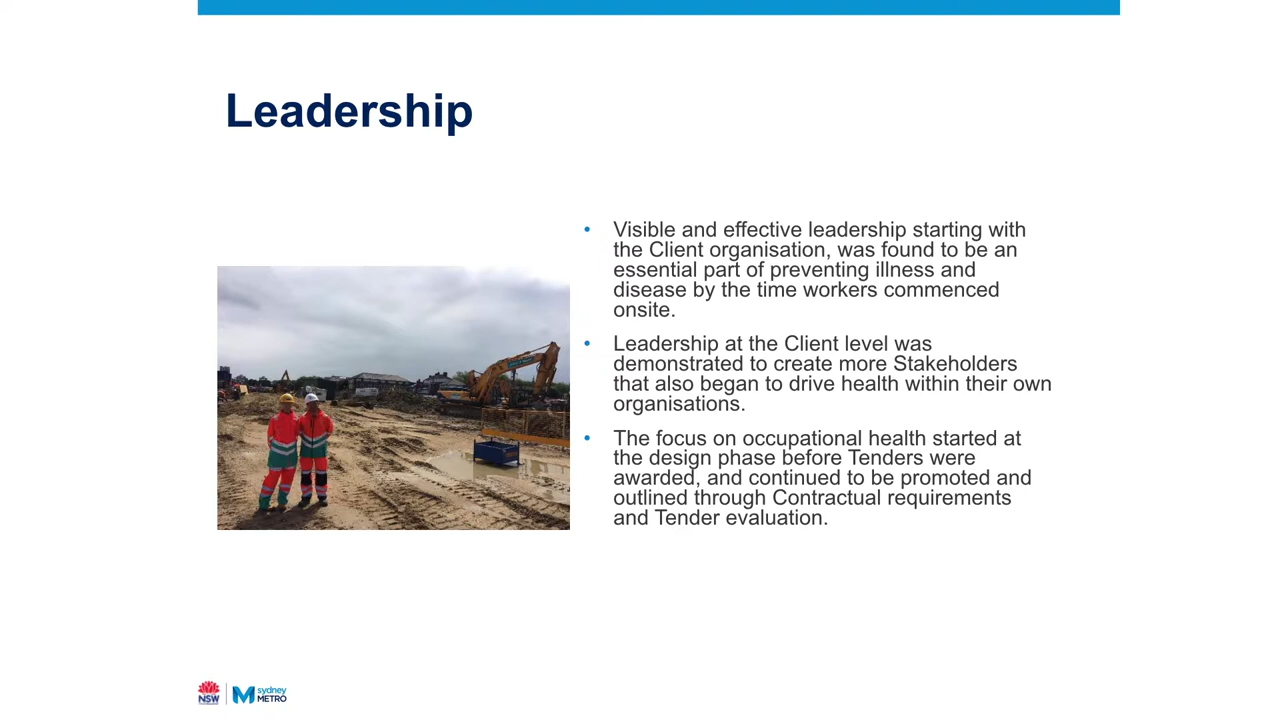 Leadership
• Visible and effective leadership starting with
the Client organisation, was found to be an
essential part of preventing illness and
disease by the time workers commenced
onsite.
• Leadership at the Client level was
demonstrated to create more Stakeholders
that also began to drive health within their own
organisations.
• The focus on occupational health started at
the design phase before Tenders were
awarded, and continued to be promoted and
outlined through Contractual requirements
and Tender evaluation.
NSW
sydney
METRO